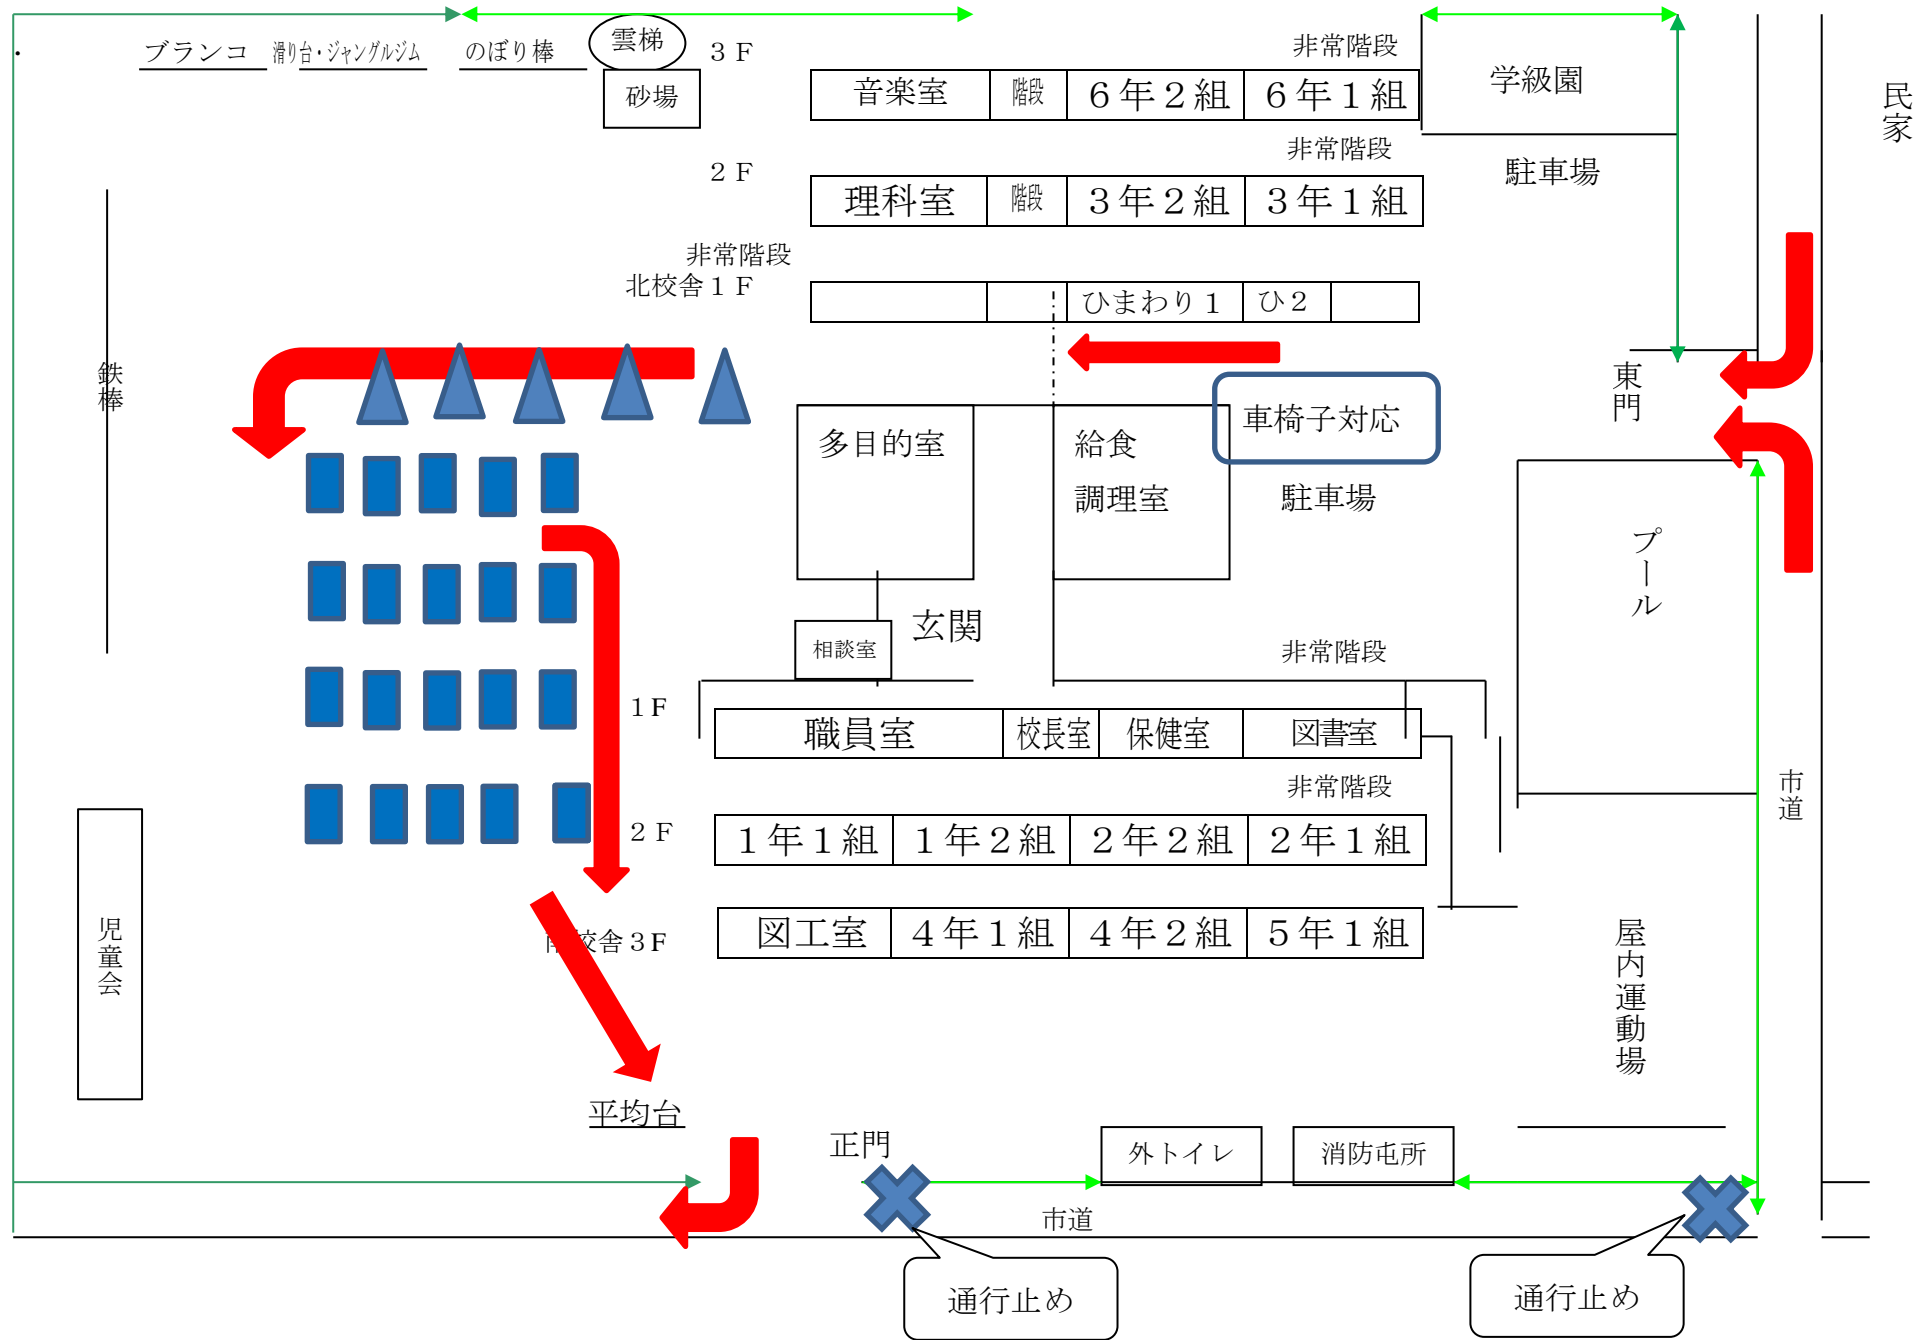 ブランコ
滑り台・ジャングルジム
のぼり棒
雲梯
砂場
３Ｆ
非常階段
音楽室
階段
６年２組
６年１組
学級園
民家
２Ｆ
非常階段
駐車場
理科室
階段
３年２組
３年１組
非常階段
北校舎１Ｆ
ひまわり１
ひ２
鉄棒
東門
多目的室
給食
調理室
車椅子対応
駐車場
プール
玄関
相談室
非常階段
１F
職員室
校長室
保健室
図書室
非常階段
市道
２Ｆ
１年１組
１年２組
２年２組
２年１組
児童会
南校舎３F
図工室
４年１組
４年２組
５年１組
屋内運動場
平均台
正門
外トイレ
消防屯所
市道
通行止め
通行止め